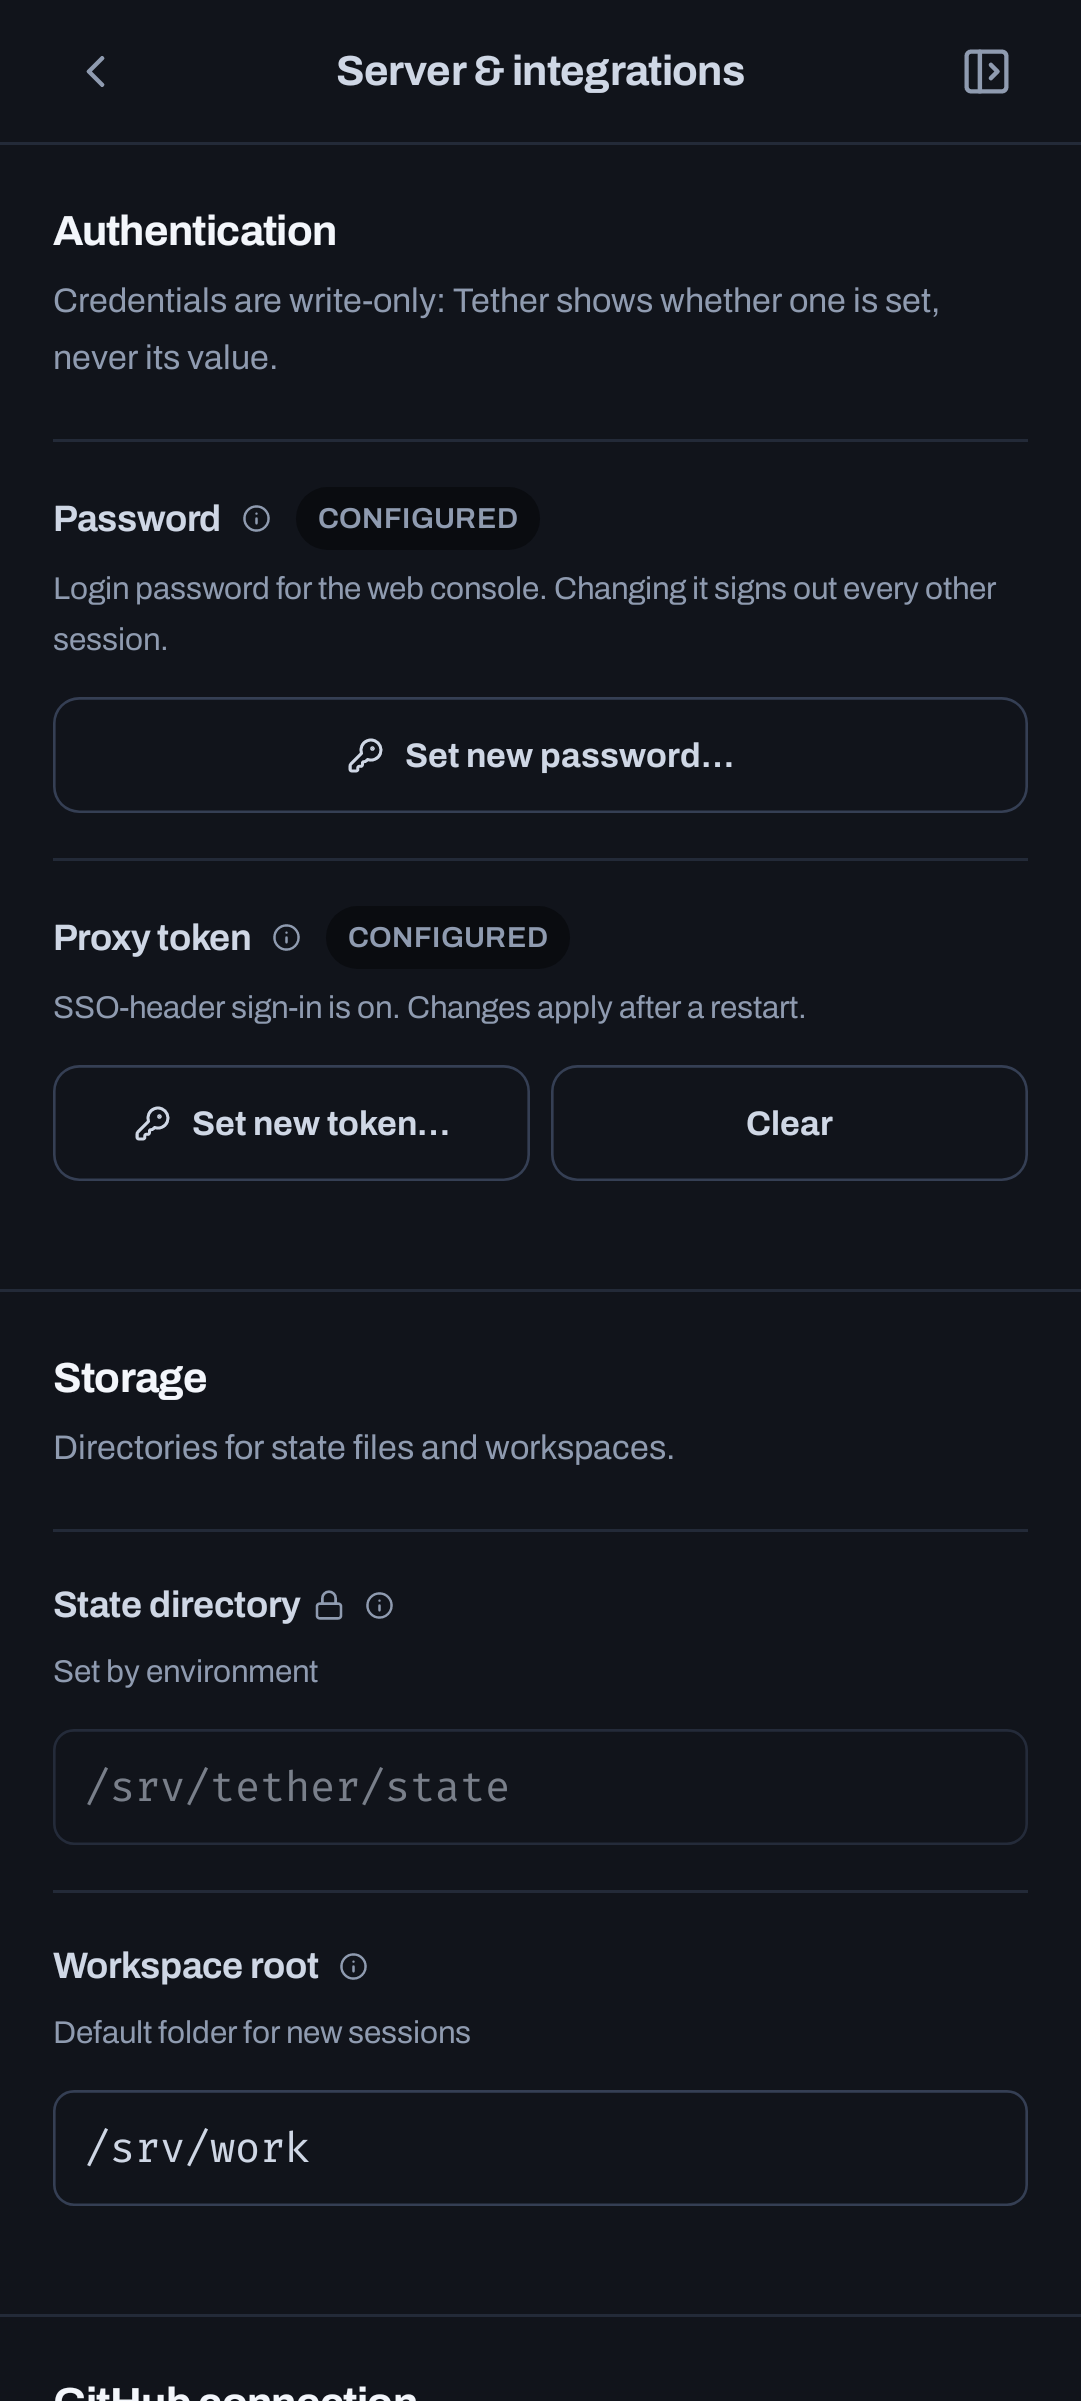 Server & integrations
Authentication
Credentials are write-only: Tether shows whether one is set,
never its value.
Password CONFIGURED
Login password for the web console. Changing it signs out every other
session.
Set new password...
Proxy token CONFIGURED
SSO-header sign-in is on. Changes apply after a restart.
Set new token... Clear
Storage
Directories for state files and workspaces.
State directory
Set by environment
/srv/tether/state
Workspace root
Default folder for new sessions
/srv/work
GitHub connection